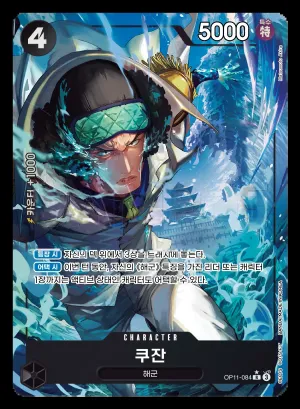 4
5000
특수
特
카운터 +1000
등장 시 자신의 덱 위에서 3장을 트래시에 놓는다.
어택 시 이번 턴 동안, 자신의 《해군》 특징을 가진 리더 또는 캐릭터
1장까지는 액티브 상태인 캐릭터도 어택할 수 있다.
CHARACTER
쿠잔
해군
OP11-084 R 3